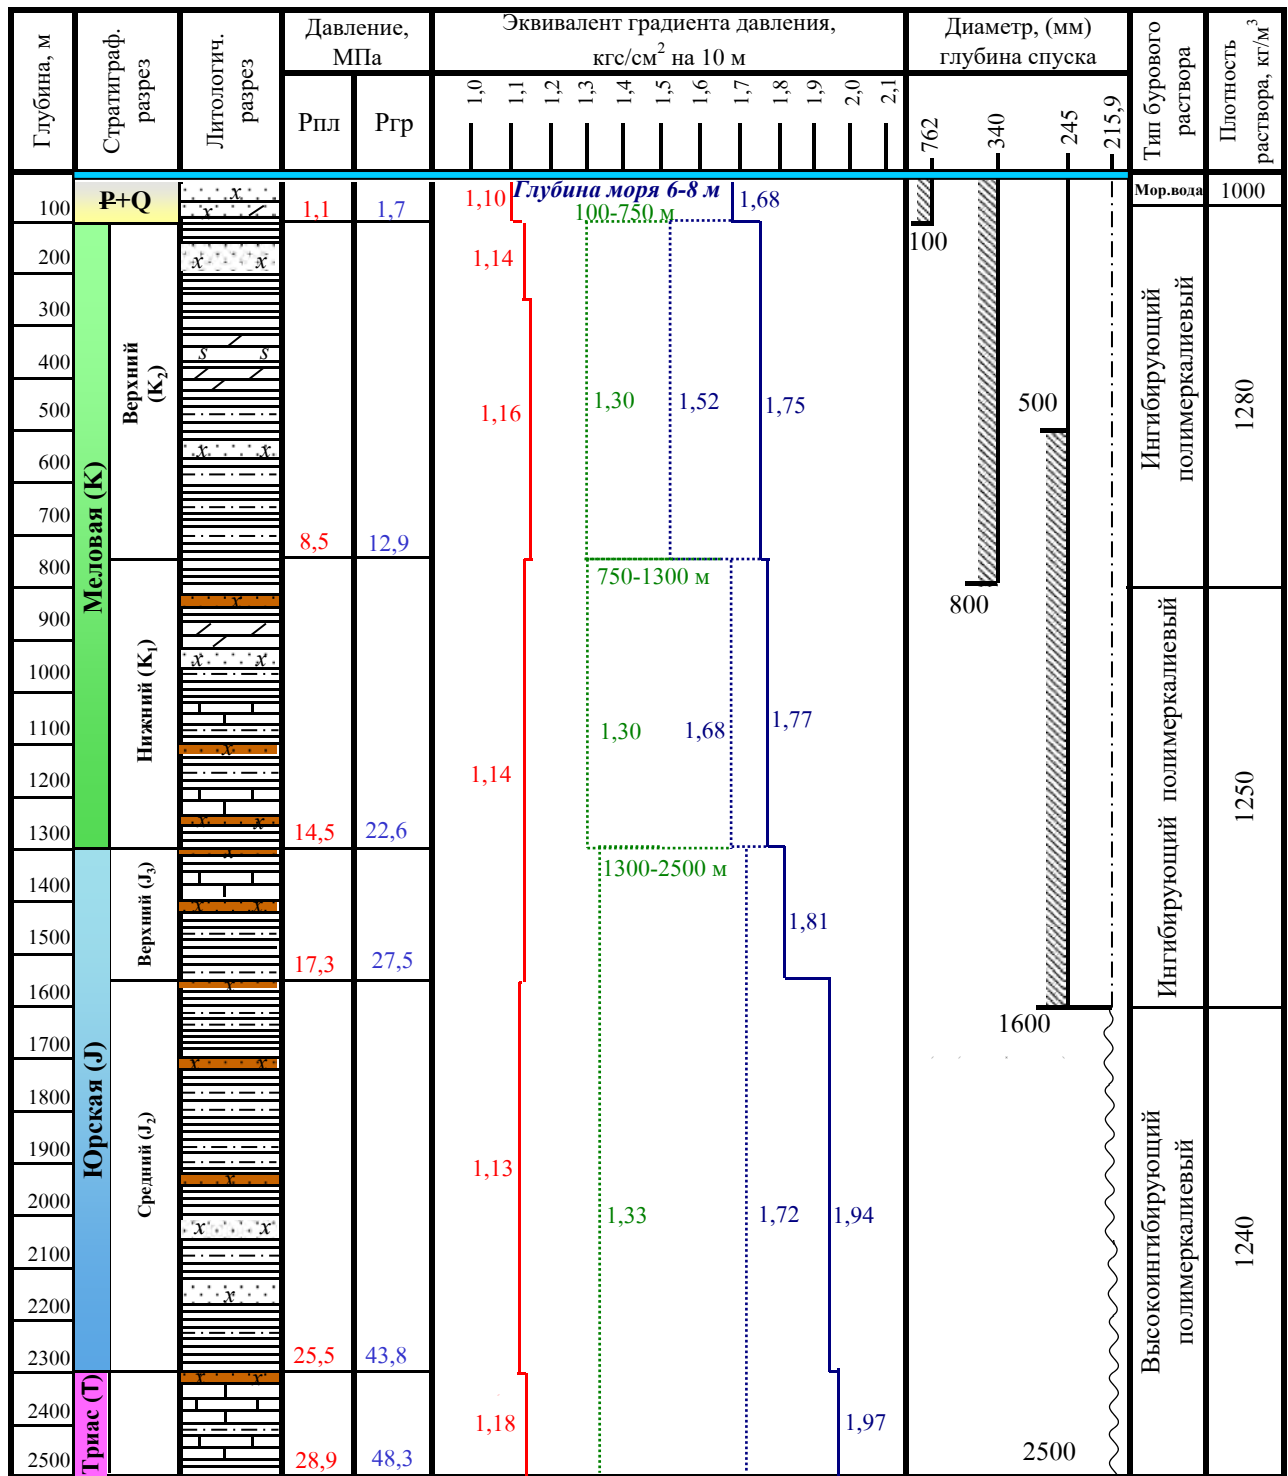 Глубина, м
Стратиграф. разрез
Литологич. разрез
Давление, МПа
Рпл
Ргр
Эквивалент градиента давления,
кгс/см² на 10 м
1,0
1,1
1,2
1,3
1,4
1,5
1,6
1,7
1,8
1,9
2,0
2,1
Диаметр, (мм)
глубина спуска
762
340
245
215,9
Тип бурового раствора
Плотность раствора, кг/м³
Глубина моря 6-8 м
100
P+Q
x
x
1,1
1,7
1,10
1,68
100-750 м
100
Мор.вода
1000
200
x x
1,14
300
400
s s
500
Верхний (K₂)
1,16
1,30
1,52
1,75
500
Ингибирующий полимеркалиевый
1280
600
x x
700
8,5
12,9
Меловая (K)
800
750-1300 м
800
x
900
1000
x x
Нижний (K₁)
1100
x
1,14
1,30
1,68
1,77
1200
1300
x x
14,5
22,6
Ингибирующий полимеркалиевый
1250
x
1300-2500 м
1400
x x
Верхний (J₃)
1500
17,3
27,5
1,81
1600
x
1600
1700
x x
Юрская (J)
1800
1900
Средний (J₂)
x
1,13
2000
x x
1,33
1,72
1,94
2100
Высокоингибирующий полимеркалиевый
1240
2200
x
2300
25,5
43,8
x x
Триас (T)
2400
1,18
1,97
2500
28,9
48,3
2500